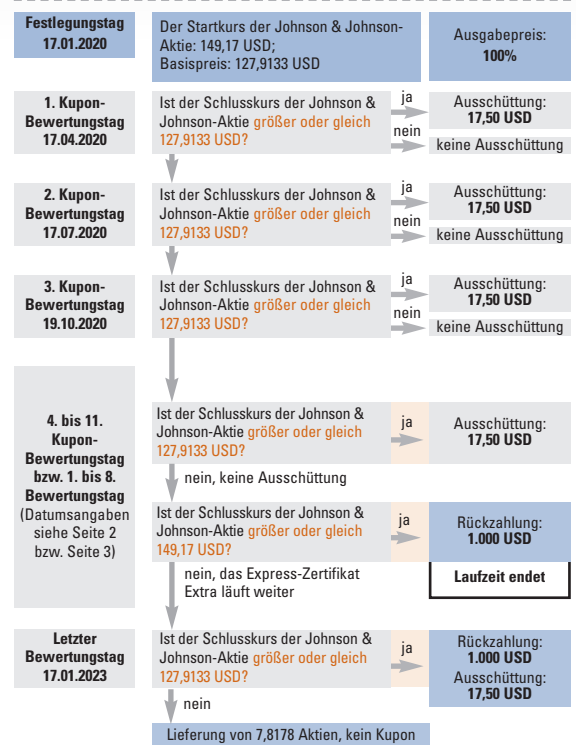 Festlegungstag
17.01.2020
Der Startkurs der Johnson & Johnson-
Aktie: 149,17 USD;
Basispreis: 127,9133 USD
Ausgabepreis:
100%
1. Kupon-
Bewertungstag
17.04.2020
Ist der Schlusskurs der Johnson &
Johnson-Aktie größer oder gleich
127,9133 USD?
ja
nein
Ausschüttung:
17,50 USD
keine Ausschüttung
2. Kupon-
Bewertungstag
17.07.2020
Ist der Schlusskurs der Johnson &
Johnson-Aktie größer oder gleich
127,9133 USD?
ja
nein
Ausschüttung:
17,50 USD
keine Ausschüttung
3. Kupon-
Bewertungstag
19.10.2020
Ist der Schlusskurs der Johnson &
Johnson-Aktie größer oder gleich
127,9133 USD?
ja
nein
Ausschüttung:
17,50 USD
keine Ausschüttung
4. bis 11.
Kupon-
Bewertungstag
bzw. 1. bis 8.
Bewertungstag
(Datumsangaben
siehe Seite 2
bzw. Seite 3)
Ist der Schlusskurs der Johnson &
Johnson-Aktie größer oder gleich
127,9133 USD?
ja
Ausschüttung:
17,50 USD
nein, keine Ausschüttung
Ist der Schlusskurs der Johnson &
Johnson-Aktie größer oder gleich
149,17 USD?
ja
Rückzahlung:
1.000 USD
Laufzeit endet
nein, das Express-Zertifikat
Extra läuft weiter
Letzter
Bewertungstag
17.01.2023
Ist der Schlusskurs der Johnson &
Johnson-Aktie größer oder gleich
127,9133 USD?
ja
Rückzahlung:
1.000 USD
Ausschüttung:
17,50 USD
nein
Lieferung von 7,8178 Aktien, kein Kupon